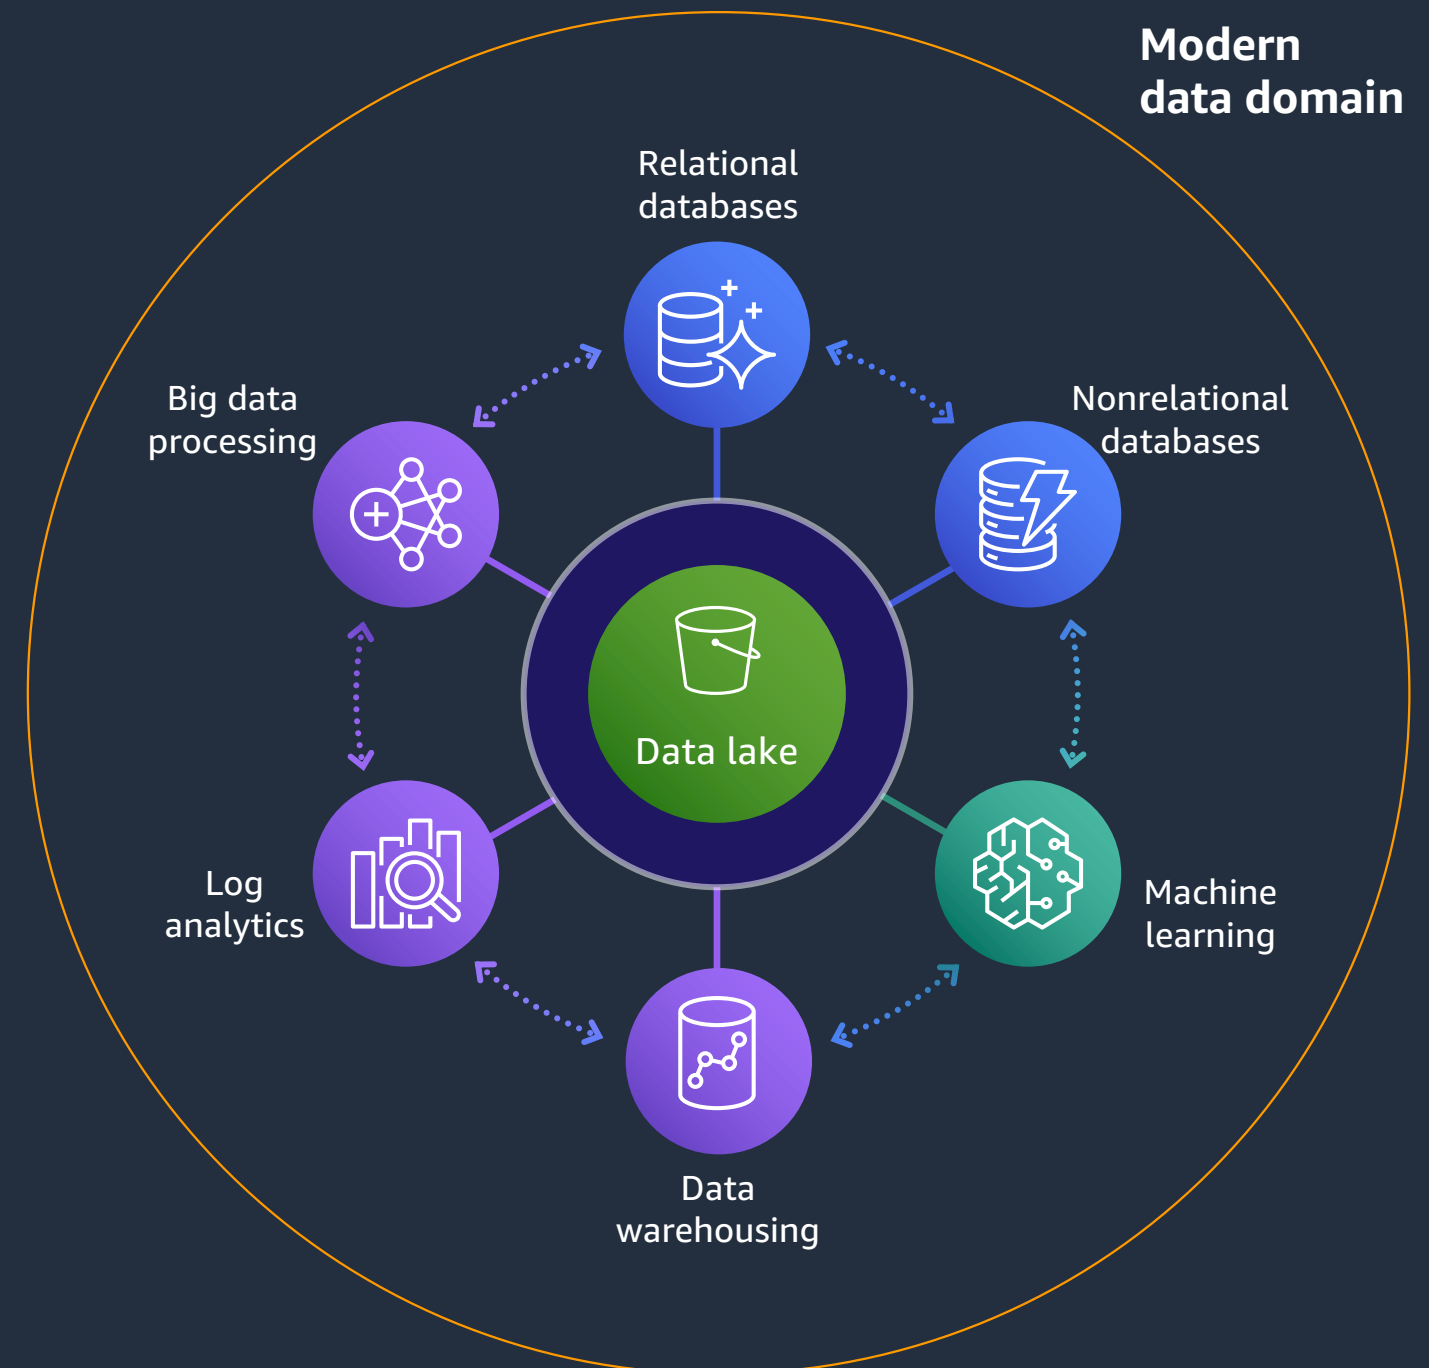 Modern
data domain
Relational
databases
Big data
processing
Nonrelational
databases
Data lake
Log
analytics
Machine
learning
Data
warehousing